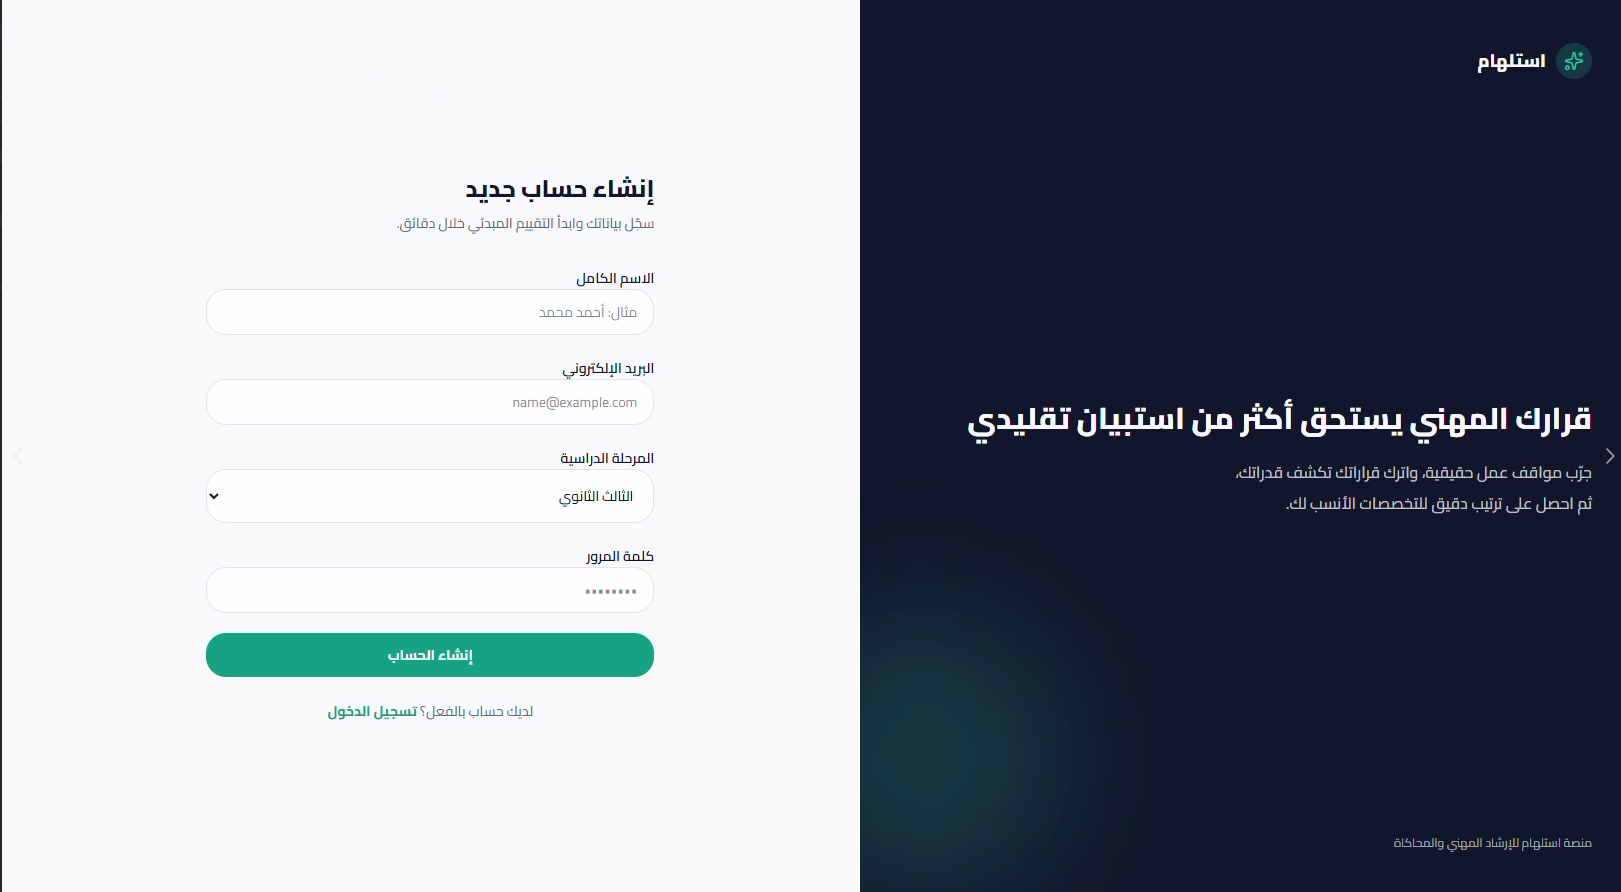 استلهام
قرارك المهني يستحق أكثر من استبيان تقليدي
جرّب مواقف عمل حقيقية، واترك قراراتك تكشف قدراتك،
ثم احصل على ترتيب دقيق للتخصصات الأنسب لك.
منصة استلهام للإرشاد المهني والمحاكاة
إنشاء حساب جديد
سجّل بياناتك وابدأ التقييم المبدئي خلال دقائق.
الاسم الكامل
مثال: أحمد محمد
البريد الإلكتروني
name@example.com
المرحلة الدراسية
الثالث الثانوي
كلمة المرور
••••••••
إنشاء الحساب
لديك حساب بالفعل؟ تسجيل الدخول